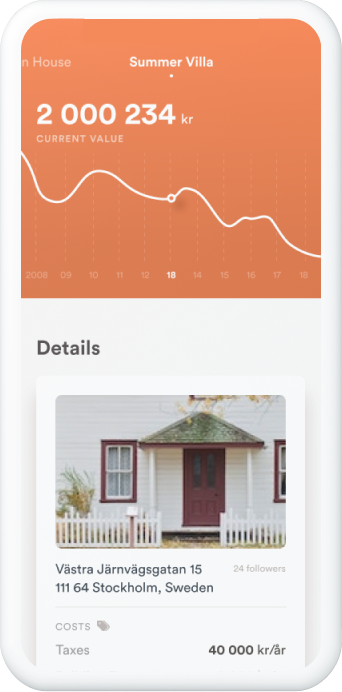 n House
Summer Villa
2 000 234 kr
CURRENT VALUE
2008 09 10 11 12 18 14 15 16 17 18
Details
Västra Järnvägsgatan 15
24 followers
111 64 Stockholm, Sweden
COSTS
Taxes
40 000 kr/år